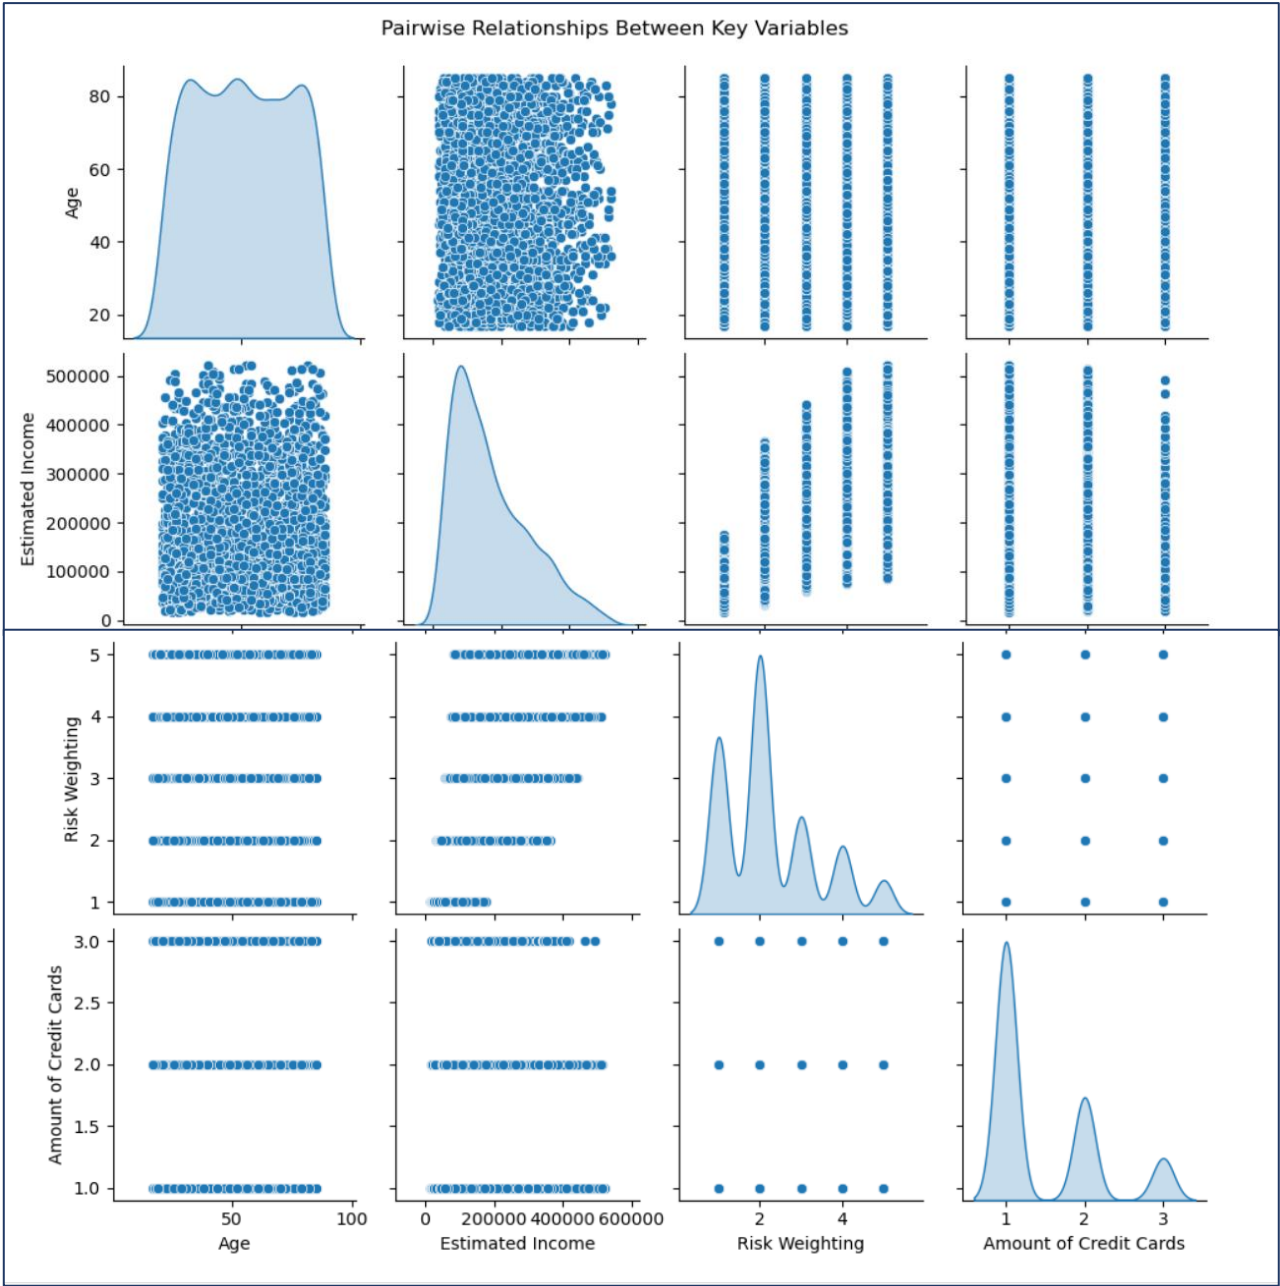 Pairwise Relationships Between Key Variables
80
60
40
20
Age
500000
400000
300000
200000
100000
0
Estimated Income
5
4
3
2
1
Risk Weighting
3.0
2.5
2.0
1.5
1.0
Amount of Credit Cards
50 100 0 200000 400000 600000 2 4 1 2 3
Age Estimated Income Risk Weighting Amount of Credit Cards